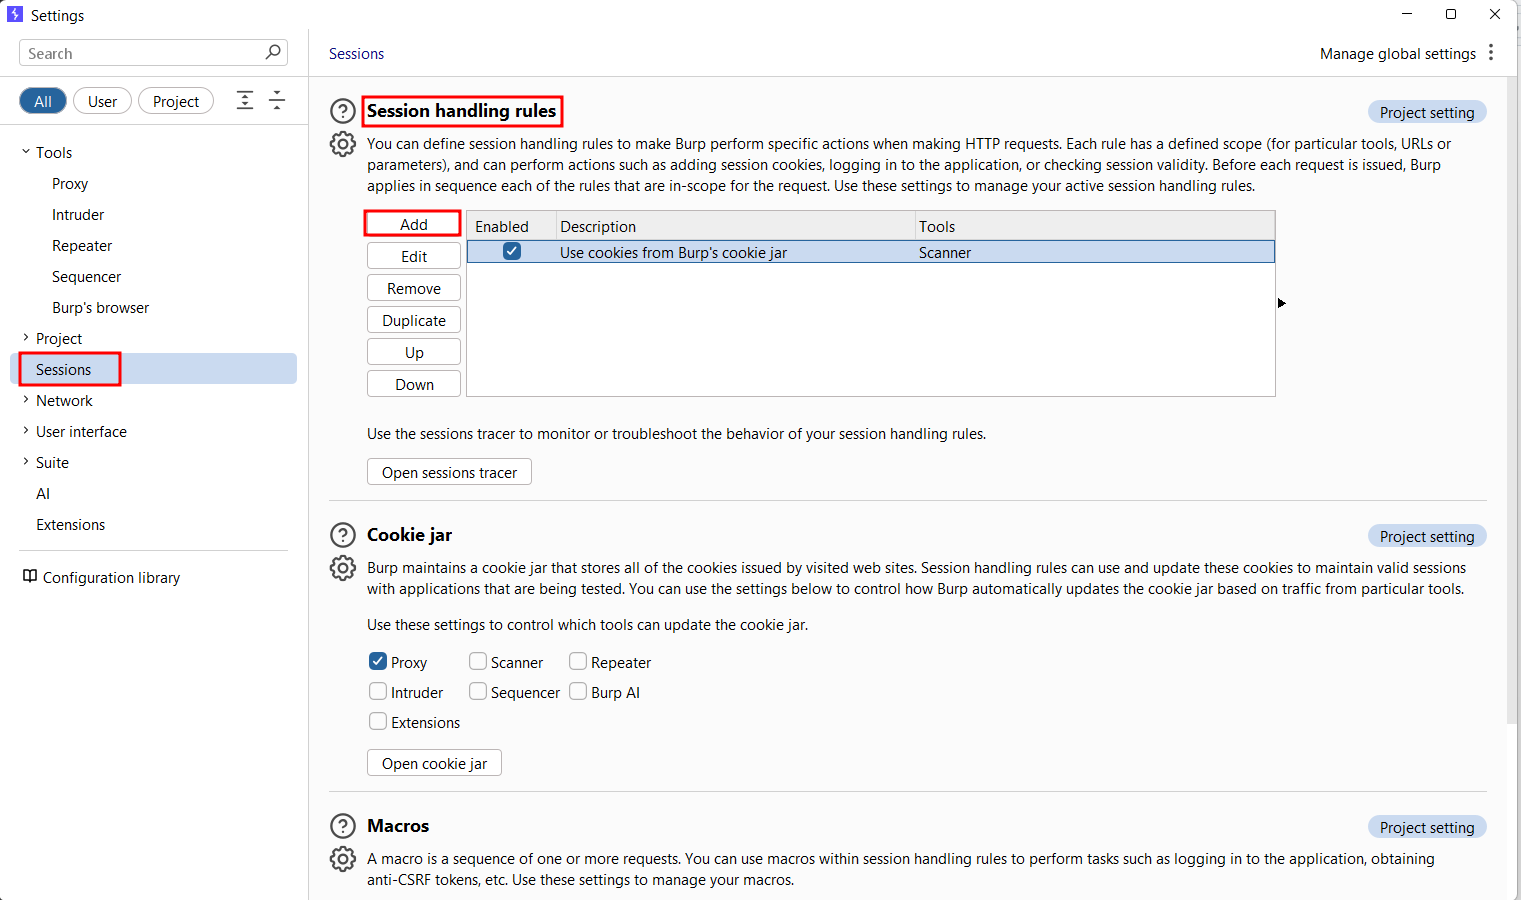 Settings
Search
Sessions
Manage global settings
All
User
Project
Tools
Proxy
Intruder
Repeater
Sequencer
Burp's browser
Project
Sessions
Network
User interface
Suite
AI
Extensions
Configuration library
Session handling rules
Project setting
You can define session handling rules to make Burp perform specific actions when making HTTP requests. Each rule has a defined scope (for particular tools, URLs or
parameters), and can perform actions such as adding session cookies, logging in to the application, or checking session validity. Before each request is issued, Burp
applies in sequence each of the rules that are in-scope for the request. Use these settings to manage your active session handling rules.
Add
Edit
Remove
Duplicate
Up
Down
Enabled Description Tools
Use cookies from Burp's cookie jar Scanner
Use the sessions tracer to monitor or troubleshoot the behavior of your session handling rules.
Open sessions tracer
Cookie jar
Project setting
Burp maintains a cookie jar that stores all of the cookies issued by visited web sites. Session handling rules can use and update these cookies to maintain valid sessions
with applications that are being tested. You can use the settings below to control how Burp automatically updates the cookie jar based on traffic from particular tools.
Use these settings to control which tools can update the cookie jar.
Proxy Scanner Repeater
Intruder Sequencer Burp AI
Extensions
Open cookie jar
Macros
Project setting
A macro is a sequence of one or more requests. You can use macros within session handling rules to perform tasks such as logging in to the application, obtaining
anti-CSRF tokens, etc. Use these settings to manage your macros.